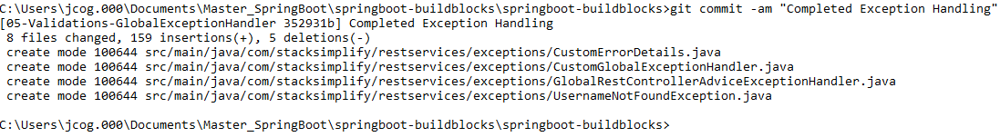 C:\Users\jcog.000\Documents\Master_SpringBoot\springboot-buildblocks\springboot-buildblocks>git commit -am "Completed Exception Handling"
[05-Validations-GlobalExceptionHandler 352931b] Completed Exception Handling
 8 files changed, 159 insertions(+), 5 deletions(-)
 create mode 100644 src/main/java/com/stacksimplify/restservices/exceptions/CustomErrorDetails.java
 create mode 100644 src/main/java/com/stacksimplify/restservices/exceptions/CustomGlobalExceptionHandler.java
 create mode 100644 src/main/java/com/stacksimplify/restservices/exceptions/GlobalRestControllerAdviceExceptionHandler.java
 create mode 100644 src/main/java/com/stacksimplify/restservices/exceptions/UsernameNotFoundException.java
C:\Users\jcog.000\Documents\Master_SpringBoot\springboot-buildblocks\springboot-buildblocks>